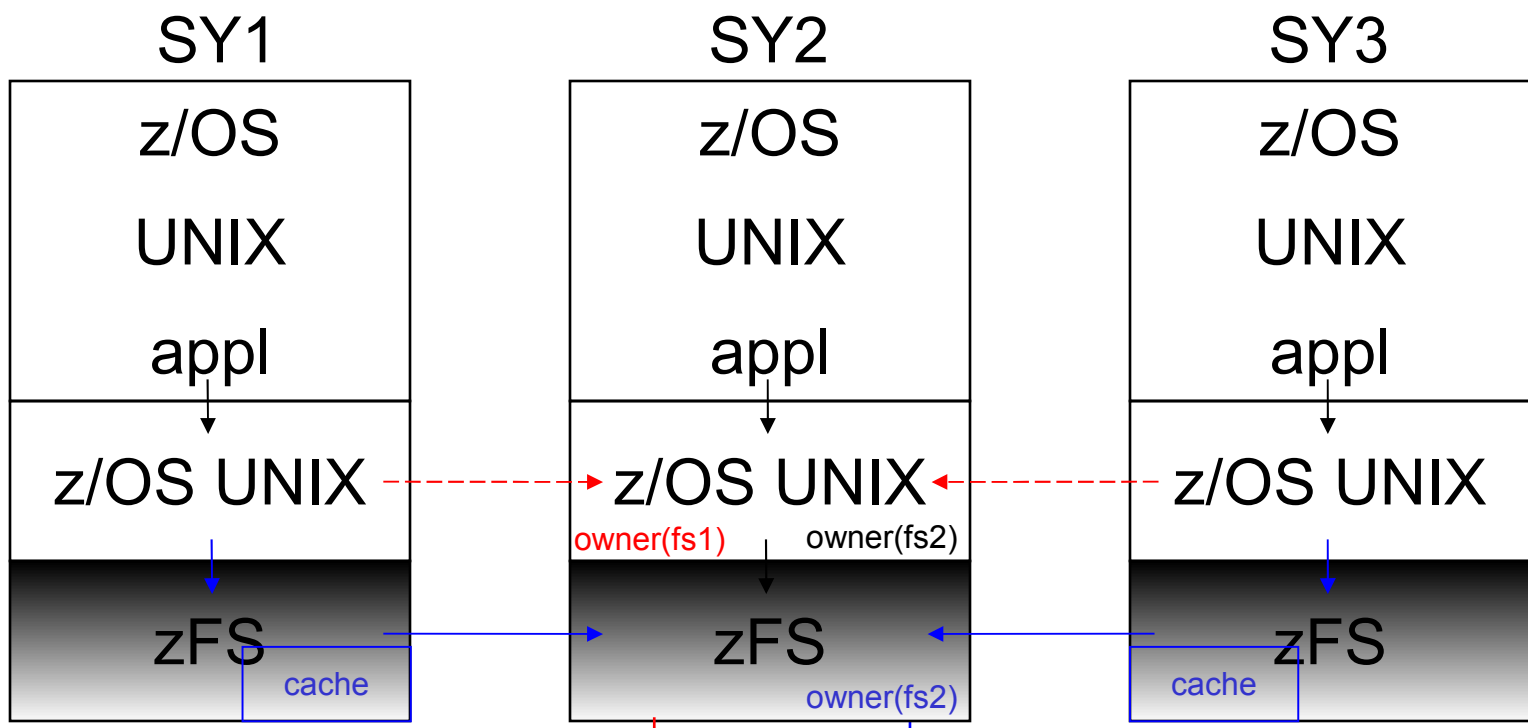 SY1
SY2
SY3
z/OS
z/OS
z/OS
UNIX
UNIX
UNIX
appl
appl
appl
z/OS UNIX
z/OS UNIX
z/OS UNIX
owner(fs1)
owner(fs2)
zFS
zFS
zFS
cache
owner(fs2)
cache